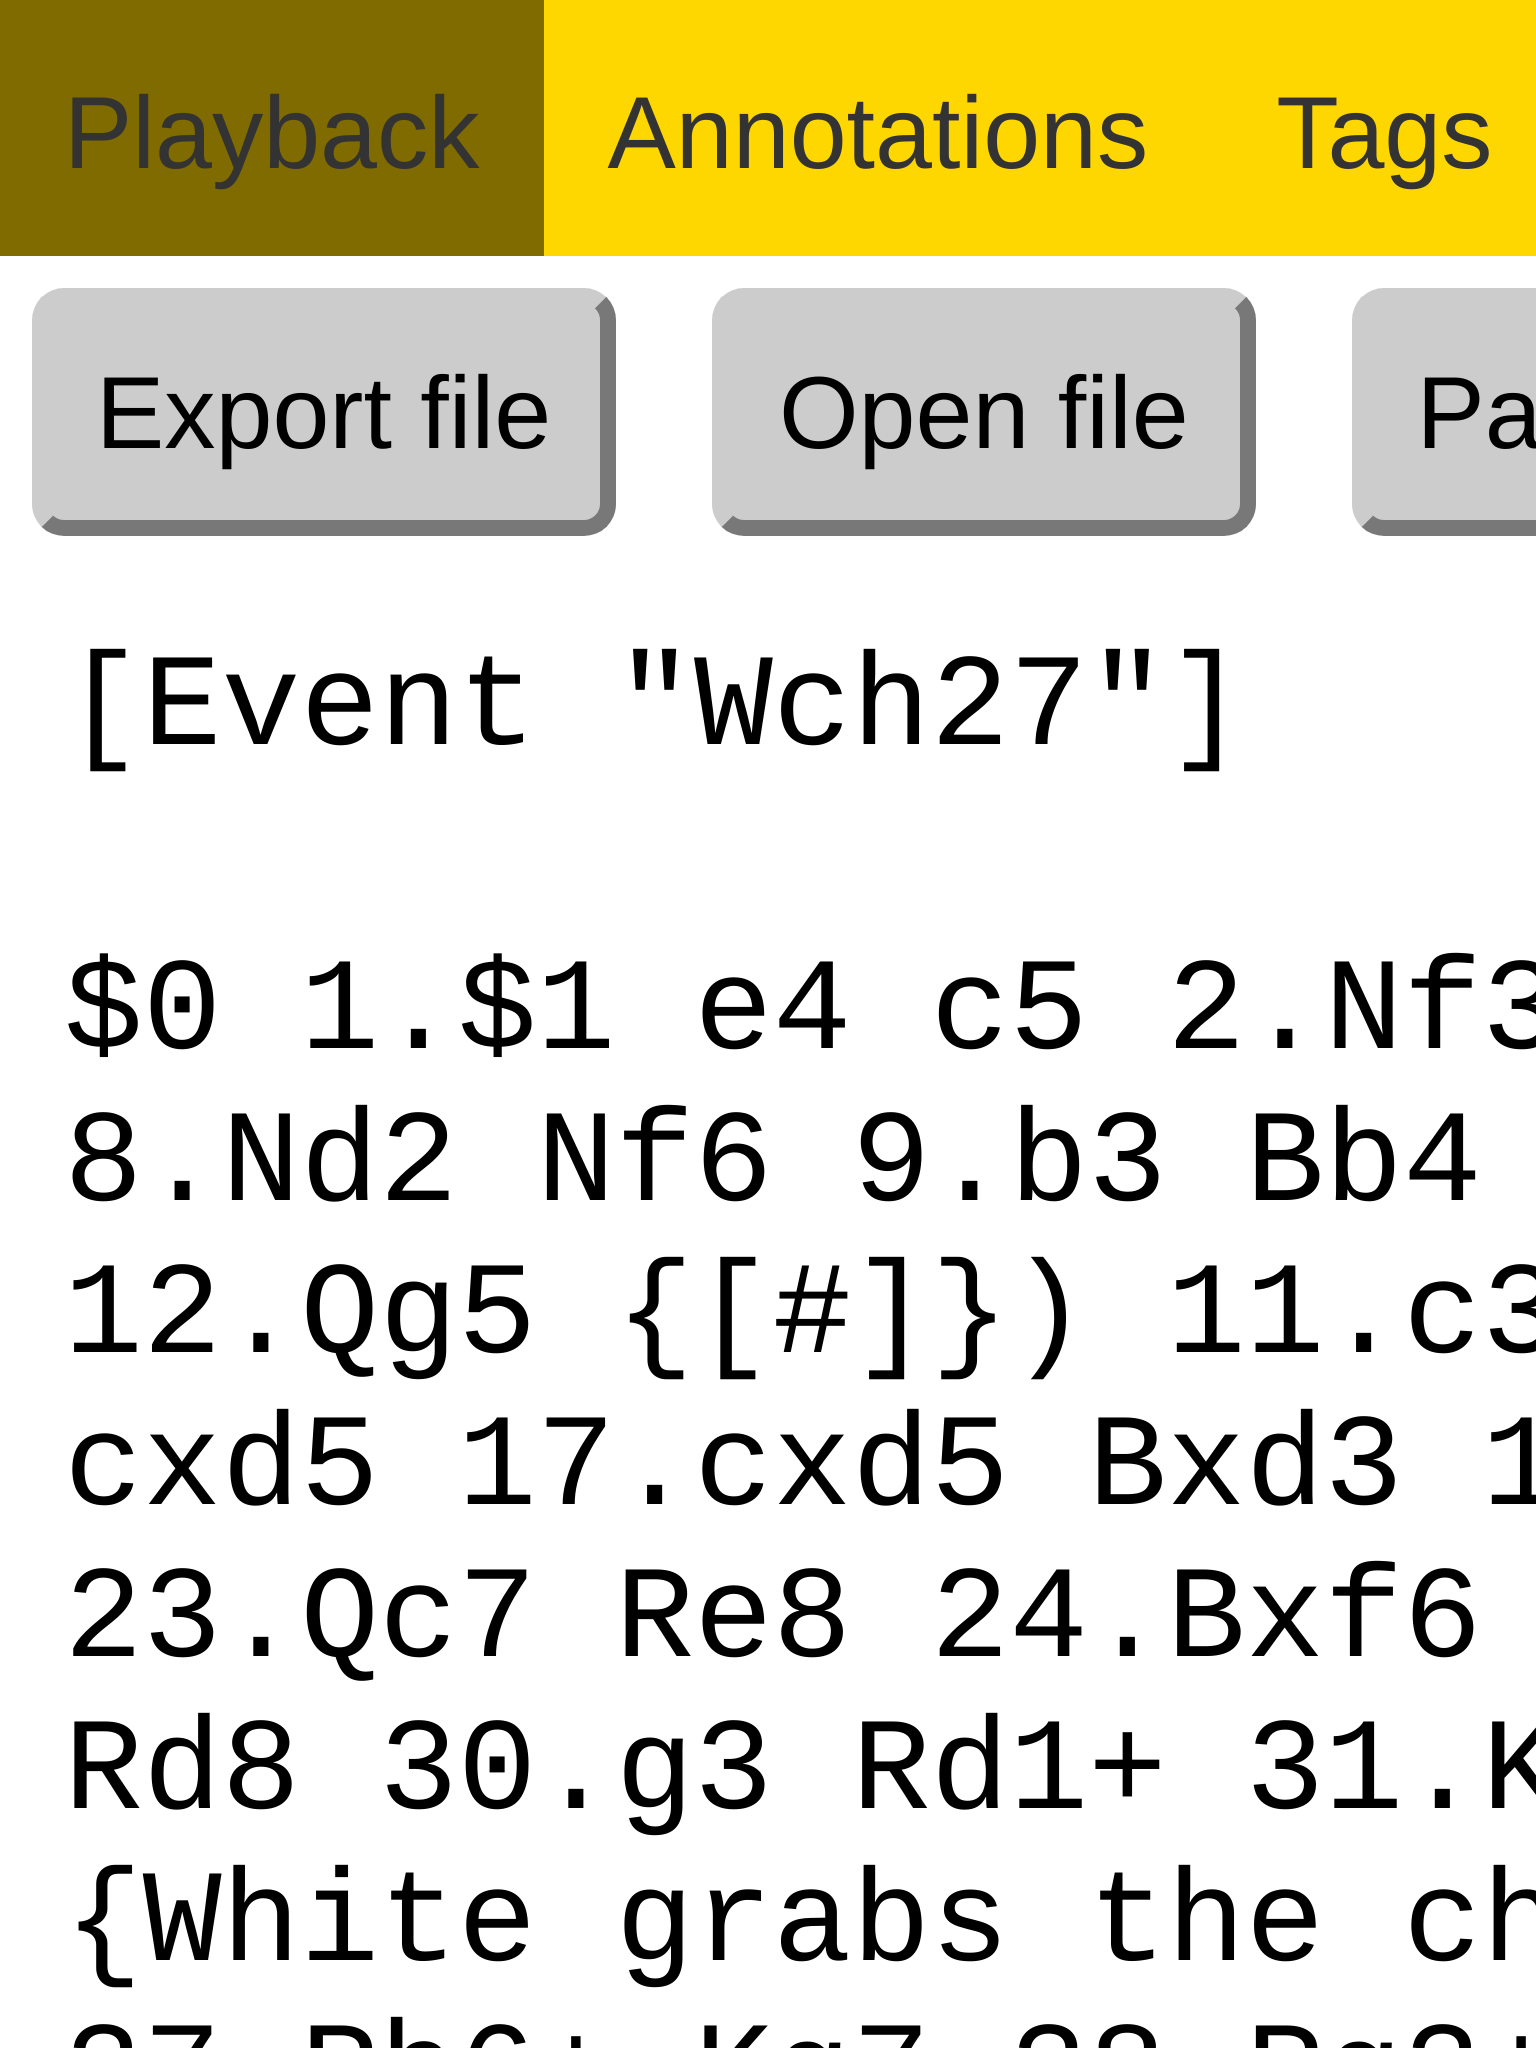 Playback Annotations Tags
Export file Open file Pa
[Event "Wch27"]
$0 1.$1 e4 c5 2.Nf3
8.Nd2 Nf6 9.b3 Bb4
12.Qg5 {[#]}) 11.c3
cxd5 17.cxd5 Bxd3 1
23.Qc7 Re8 24.Bxf6
Rd8 30.g3 Rd1+ 31.K
{White grabs the ch